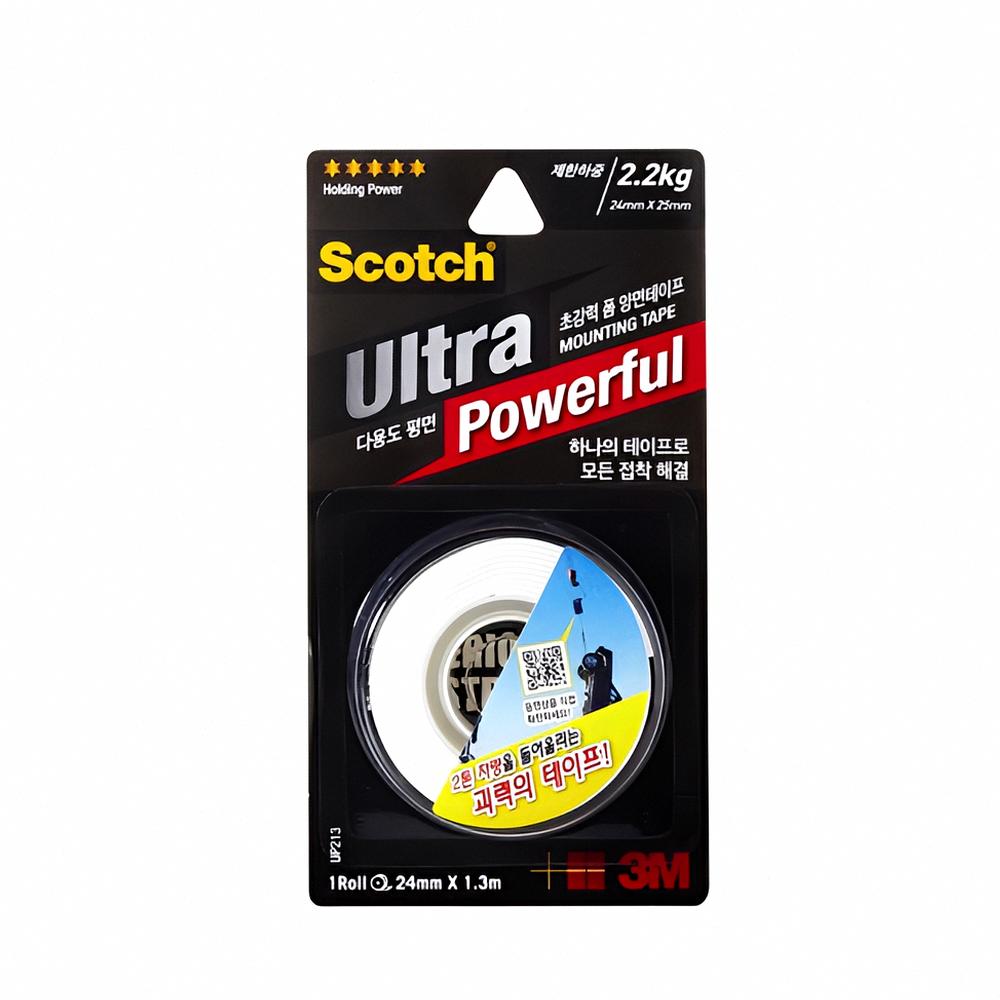 Holding Power
제한하중
2.2kg
24mm X 25mm
Scotch
초강력 폼 양면테이프
MOUNTING TAPE
Ultra
Powerful
다용도 평면
하나의 테이프로
모든 접착 해결
2톤 차량을 들어올리는
괴력의 테이프!
UP213
1Roll 24mm X 1.3m
3M